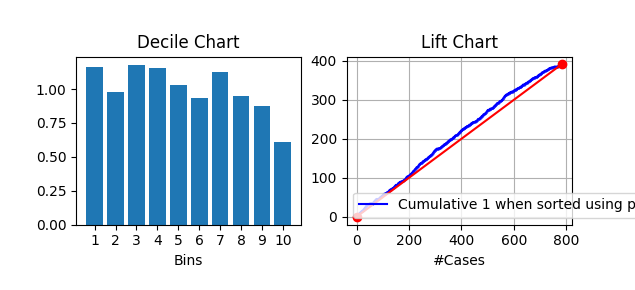 Decile Chart
1.00
0.75
0.50
0.25
0.00
1 2 3 4 5 6 7 8 9 10
Bins
Lift Chart
400
300
200
100
0
Cumulative 1 when sorted using p
0 200 400 600 800
#Cases